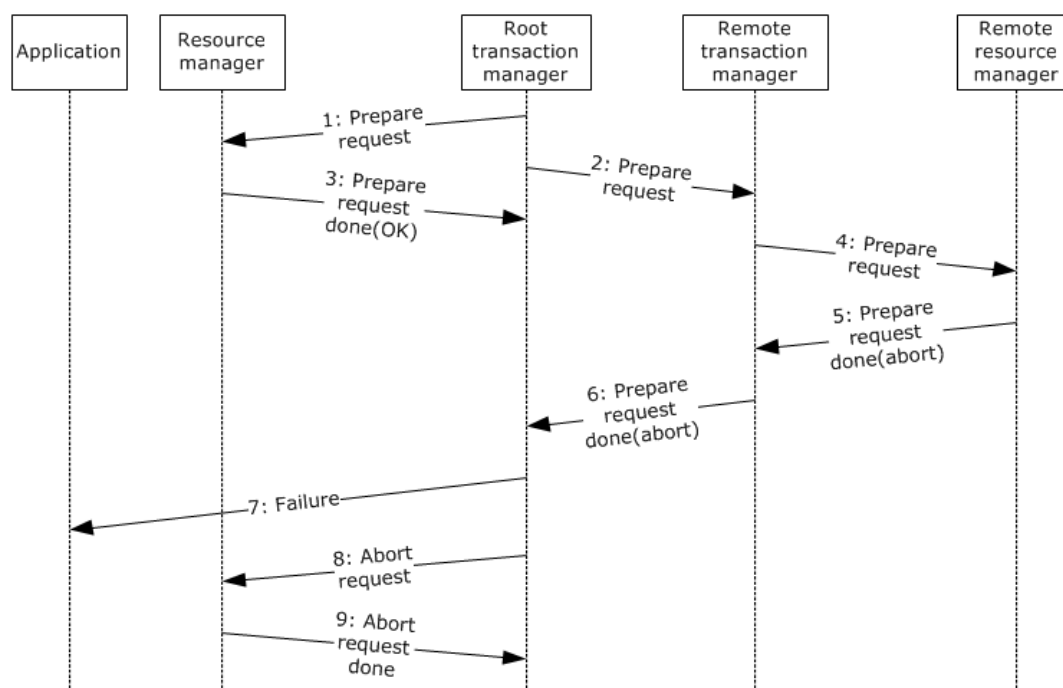 Application
Resource
manager
Root
transaction
manager
Remote
transaction
manager
Remote
resource
manager
1: Prepare
request
2: Prepare
request
3: Prepare
request
done(OK)
4: Prepare
request
5: Prepare
request
done(abort)
6: Prepare
request
done(abort)
7: Failure
8: Abort
request
9: Abort
request
done